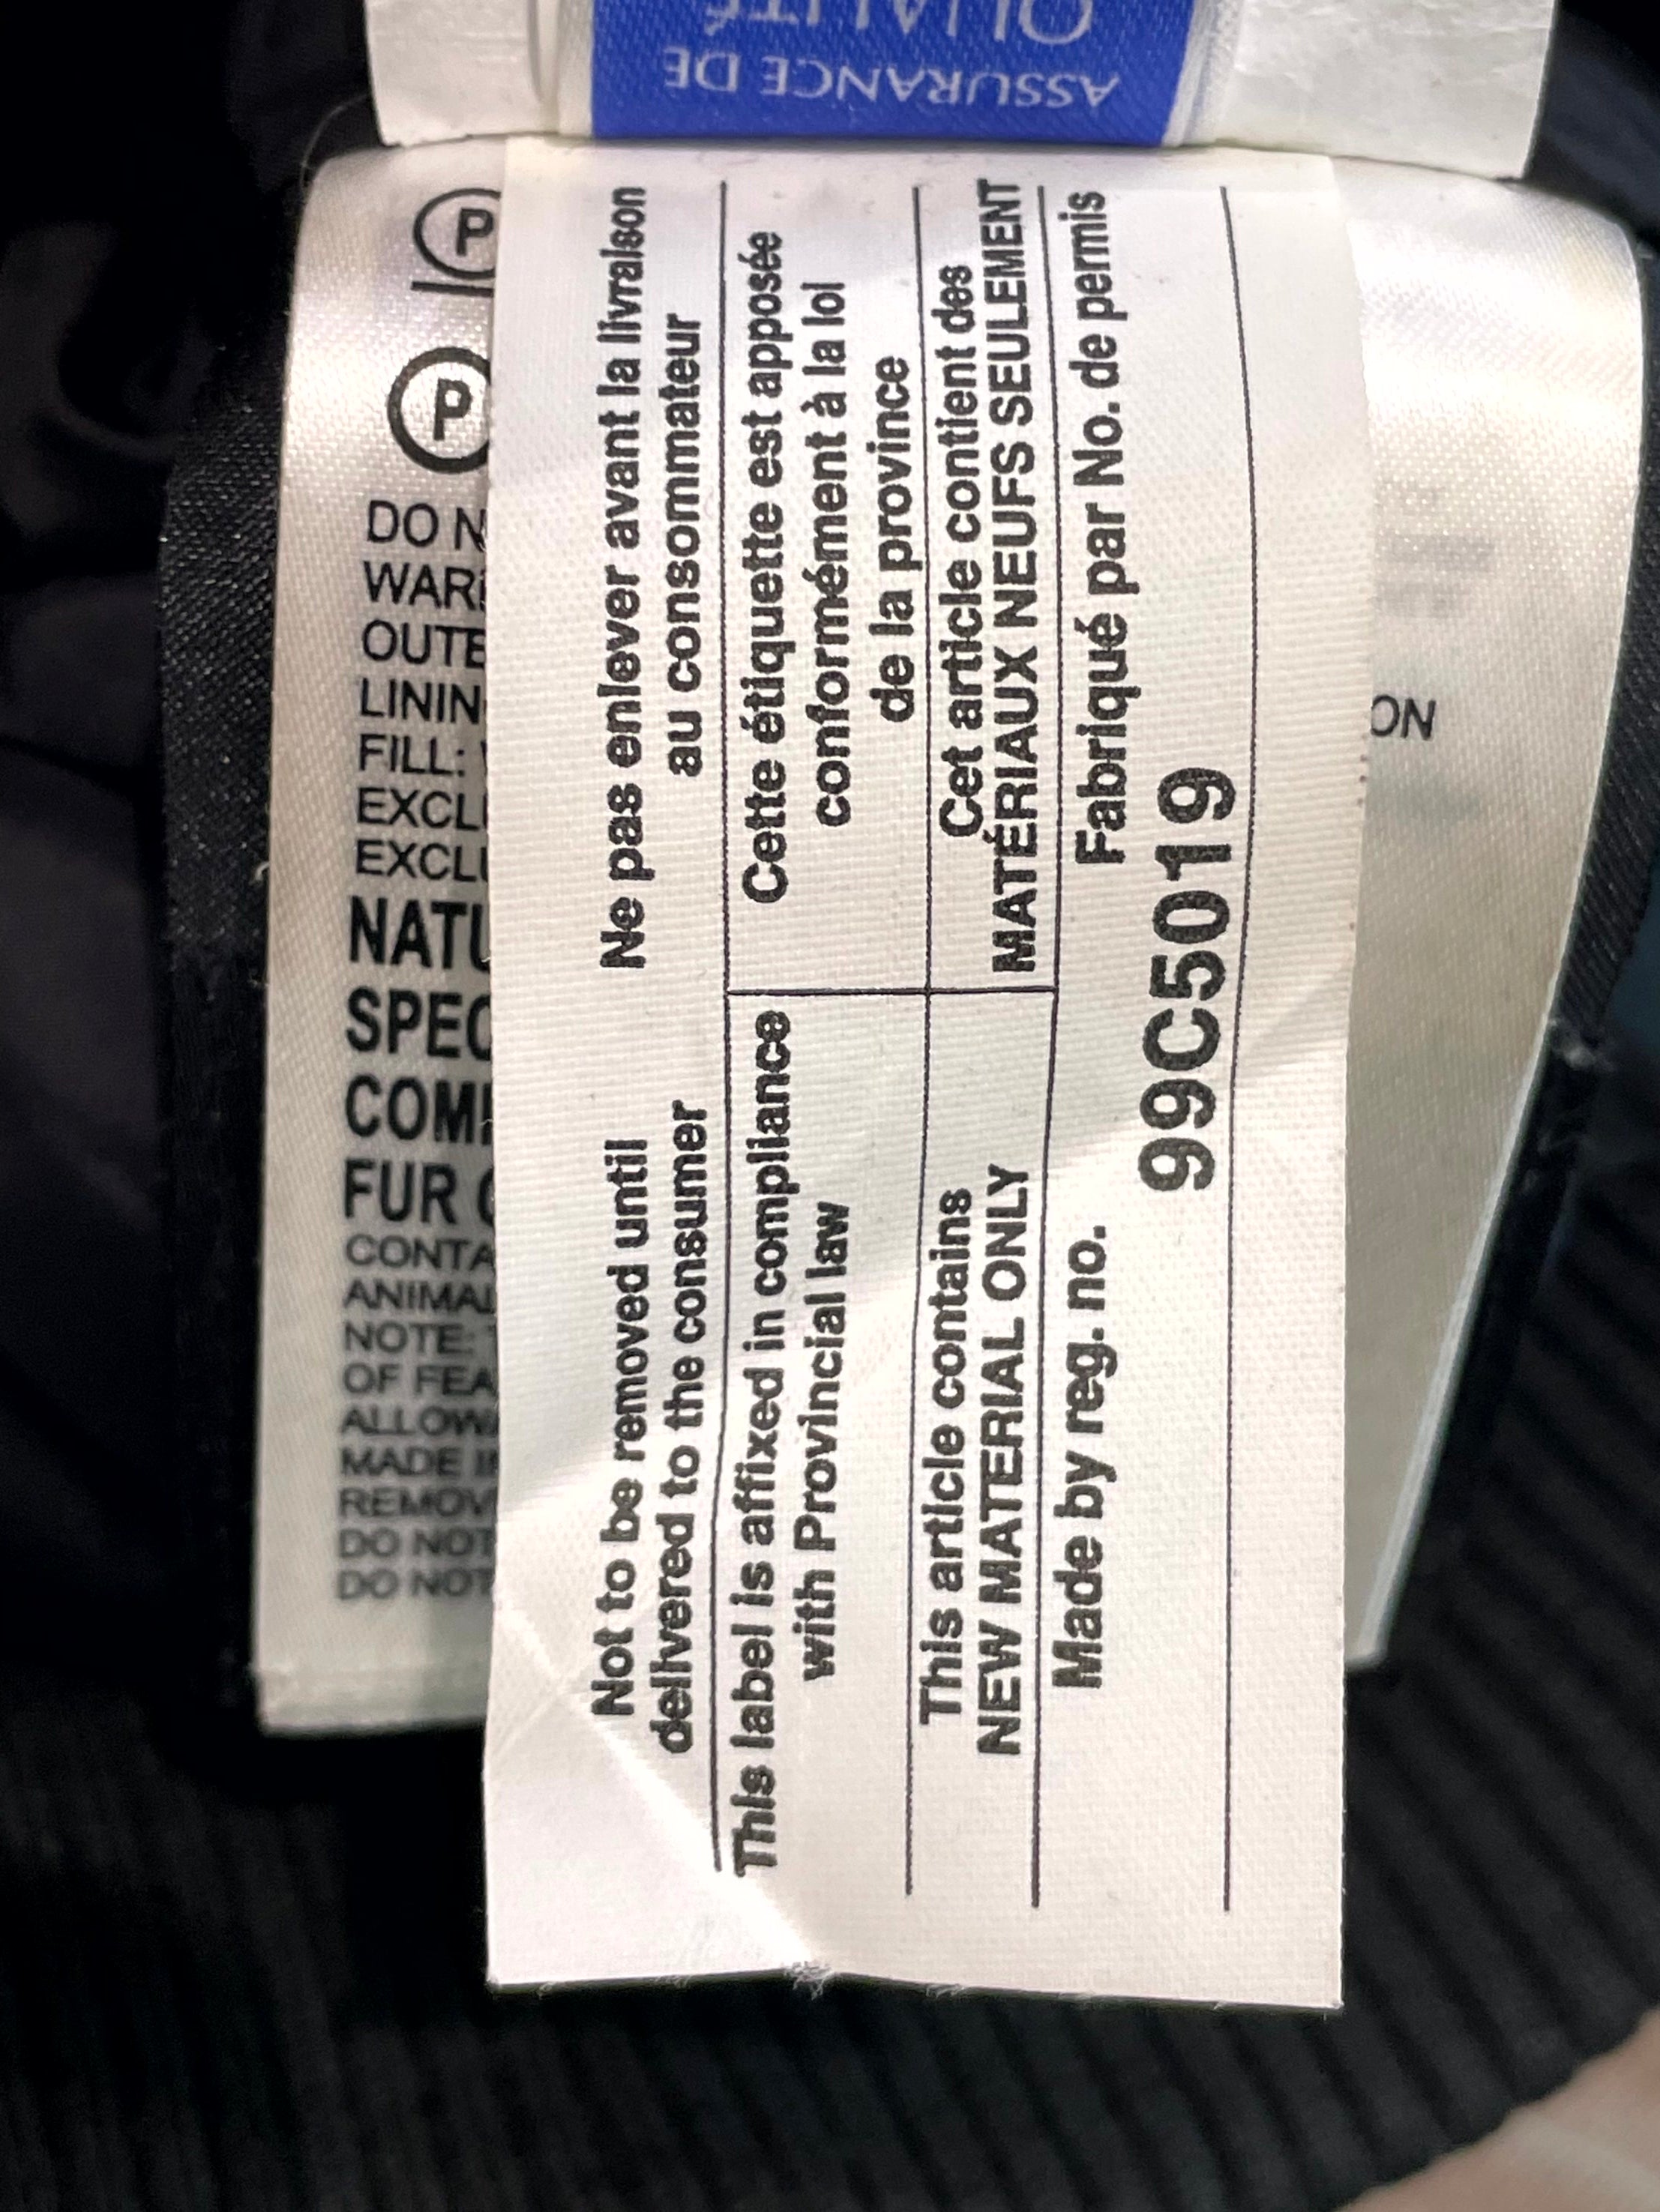 ASSURANCE DE
QUALITÉ
Not to be removed until
delivered to the consumer
Ne pas enlever avant la livraison
au consommateur
This label is affixed in compliance
with Provincial law
Cette étiquette est apposée
conformément à la loi
de la province
This article contains
NEW MATERIAL ONLY
Cet article contient des
MATÉRIAUX NEUFS SEULEMENT
Made by reg. no.
Fabriqué par No. de permis
99C5019
P
P
DO N
WAR
OUTE
LININ
FILL:
EXCL
EXCLU
NATU
SPEC
COM
FUR
CONTA
ANIMAL
NOTE:
OF FEA
ALLOW
MADE I
REMOV
DO NOT
DO NOT
ON